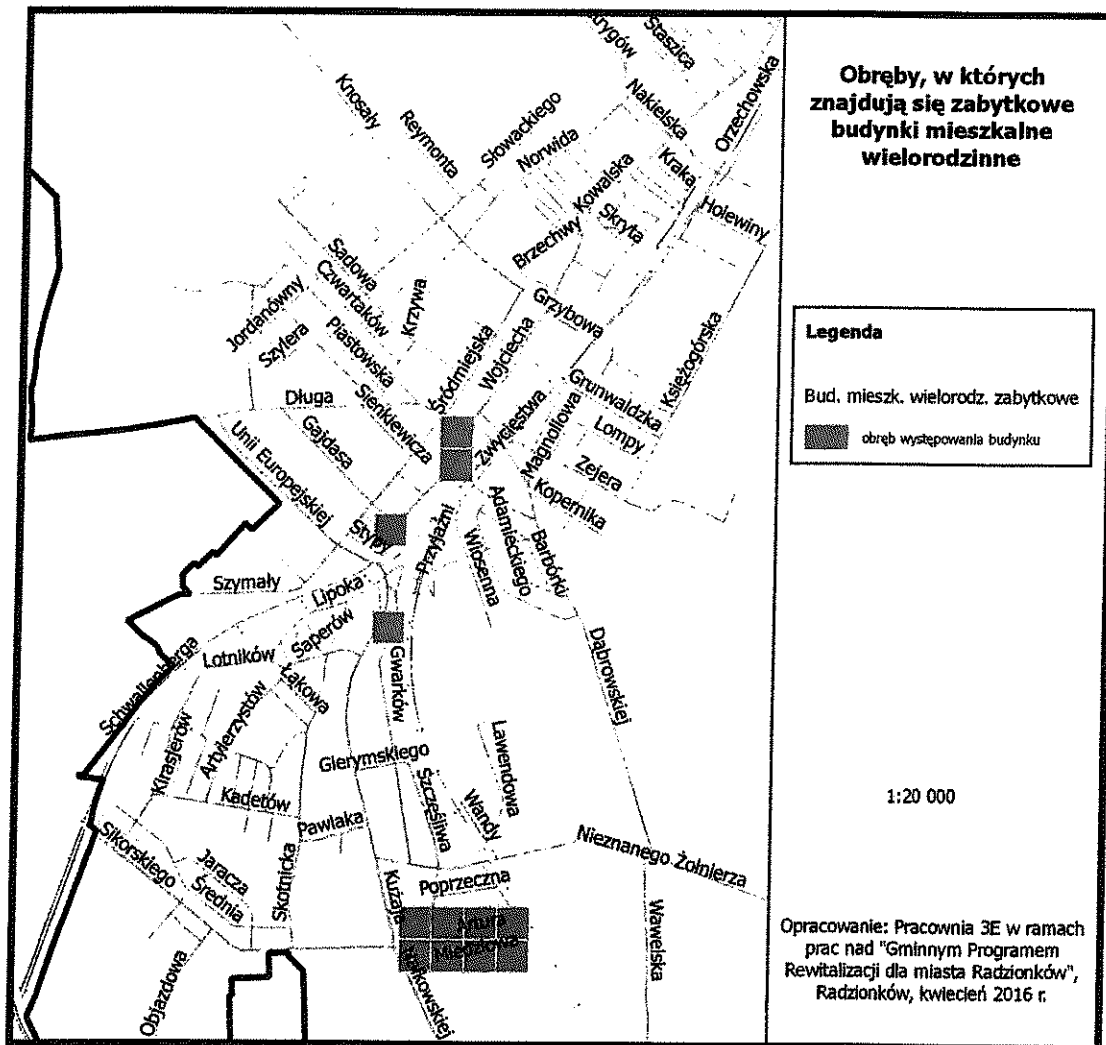 Obręby, w których
znajdują się zabytkowe
budynki mieszkalne
wielorodzinne
Legenda
Bud. mieszk. wielorodz. zabytkowe
obręb występowania budynku
1:20 000
Opracowanie: Pracownia 3E w ramach
prac nad "Gminnym Programem
Rewitalizacji dla miasta Radzionków",
Radzionków, kwiecień 2016 r.
Staszica
Knosały
Reymonta
Słowackiego
Norwida
Nakielska
Orzechowska
Kraka
Kowalska
Skryta
Holewiny
Brzechwy
Sadowa
Czwartaków
Krzywa
Jordanówny
Szylera
Piastowska
Grzybowa
Śródmiejska
Wojciecha
Księżogórska
Długa
Sienkiewicza
Gajdasa
Unii Europejskiej
Zwycięstwa
Grunwaldzka
Magnoliowa
Lompy
Zejera
Kopernika
Stypy
Przyjaźni
Adamieckiego
Wiosenna
Barbórki
Szymały
Lipoka
Saperów
Lotników
Łąkowa
Gwarków
Dąbrowskiej
Schwallenberga
Kirasjerów
Artylerzystów
Gierymskiego
Lawendowa
Szczęśliwa
Wandy
Kadetów
Pawlaka
Nieznanego Żołnierza
Sikorskiego
Jaracza
Średnia
Skotnicka
Kużaja
Poprzeczna
Artura
Miedziowa
Wawelska
Objazdowa